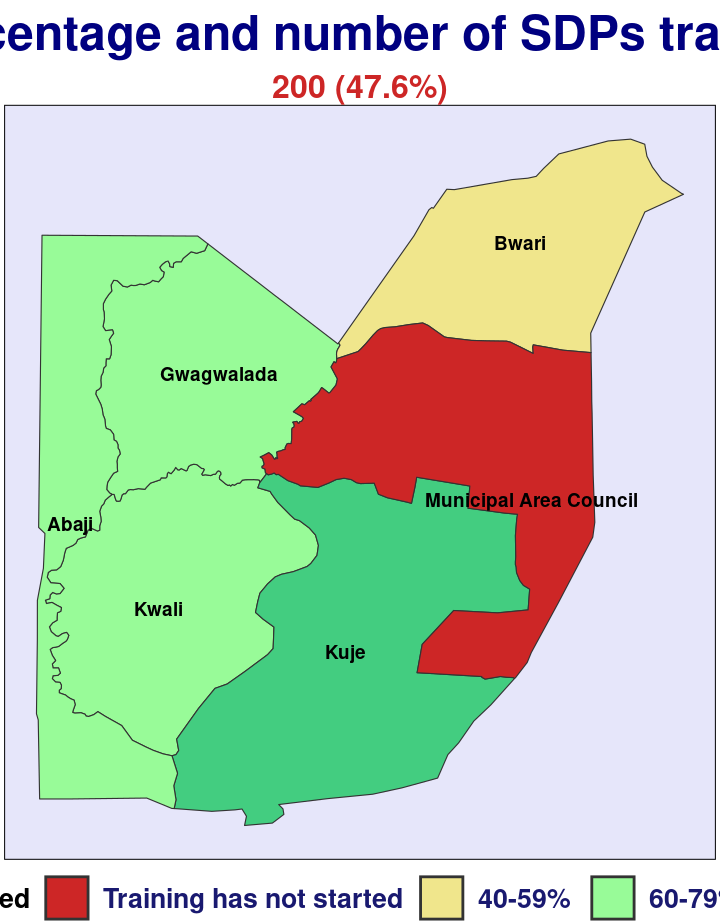 centage and number of SDPs tra
200 (47.6%)
Bwari
Gwagwalada
Municipal Area Council
Abaji
Kwali
Kuje
ed Training has not started 40-59% 60-79%